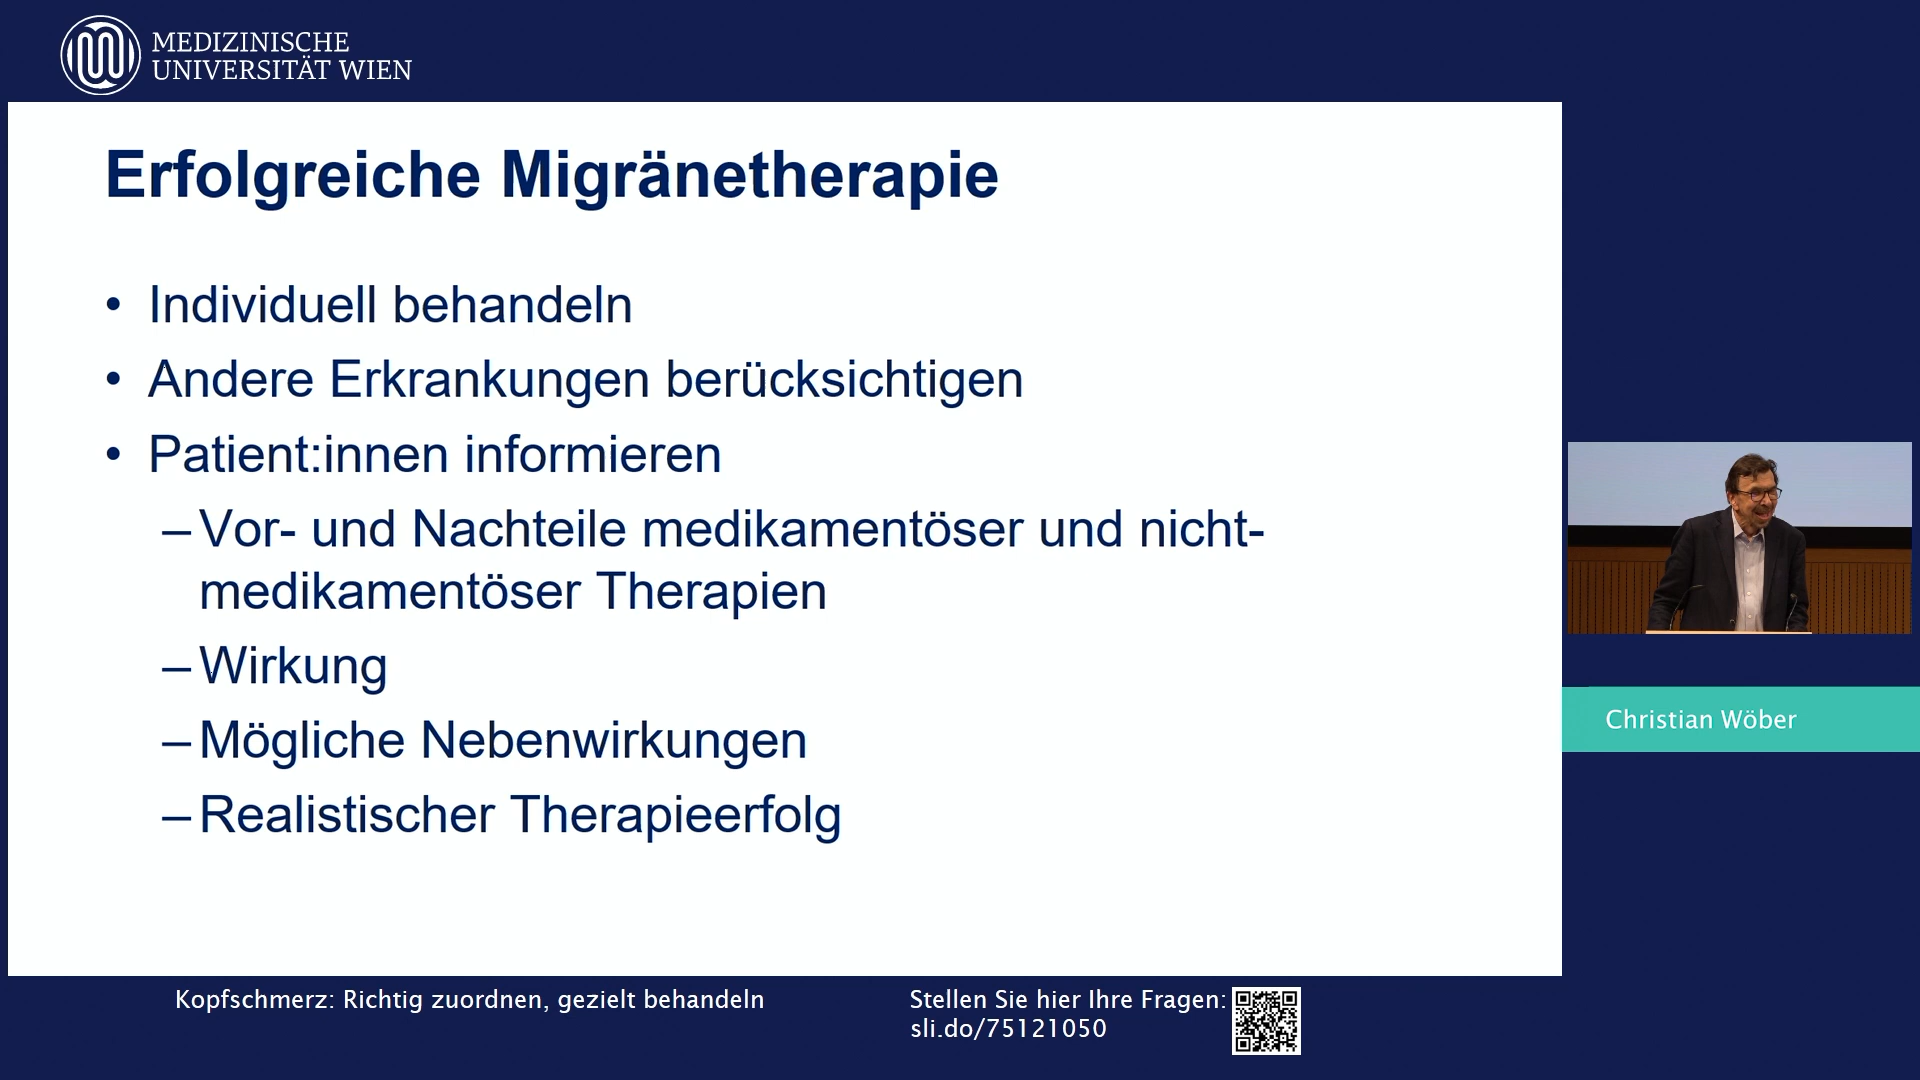 MEDIZINISCHE
UNIVERSITÄT WIEN
Erfolgreiche Migränetherapie
• Individuell behandeln
• Andere Erkrankungen berücksichtigen
• Patient:innen informieren
– Vor- und Nachteile medikamentöser und nicht-
medikamentöser Therapien
– Wirkung
– Mögliche Nebenwirkungen
– Realistischer Therapieerfolg
Christian Wöber
Kopfschmerz: Richtig zuordnen, gezielt behandeln
Stellen Sie hier Ihre Fragen:
sli.do/75121050